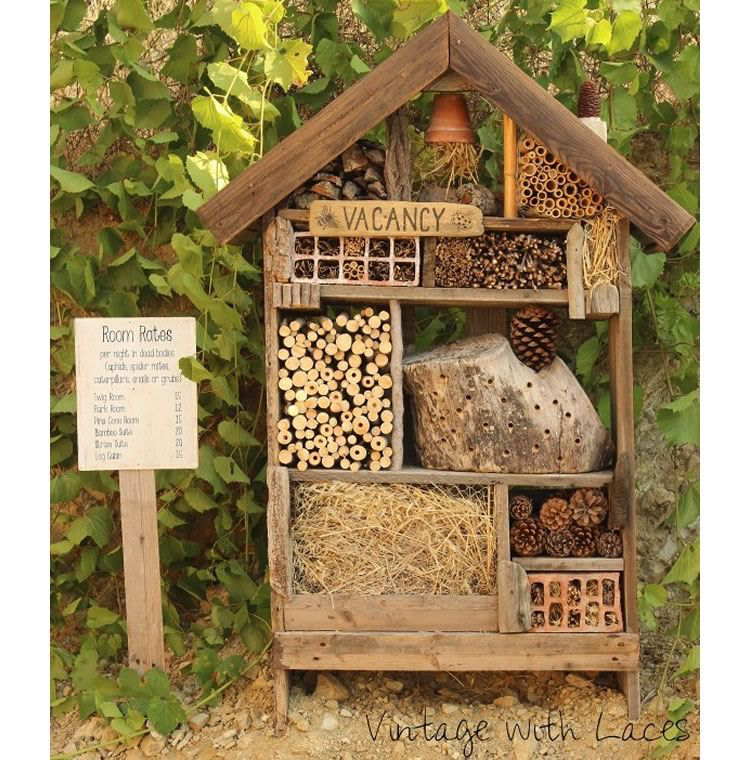 VACANCY
Room Rates
per night in dead bodies
(aphids, spider mites,
caterpillars, snails or grubs)
Twig Room 15
Bark Room 12
Pine Cone Room 15
Bamboo Suite 20
Straw Suite 20
Log Cabin 15
Vintage with Laces